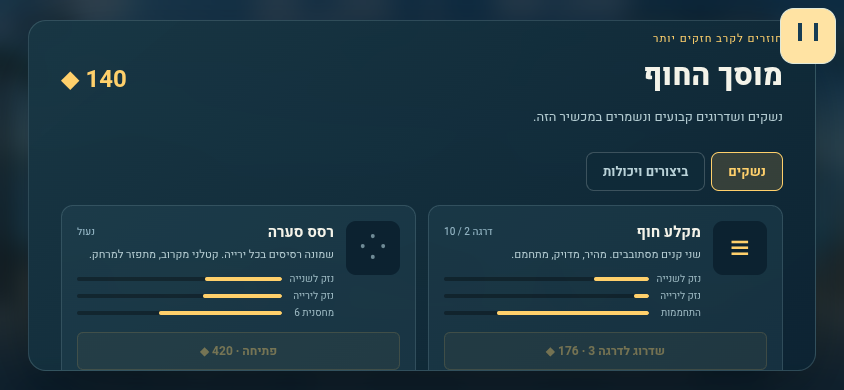 חוזרים לקרב חזקים יותר
מוסך החוף
140 ◆
נשקים ושדרוגים קבועים ונשמרים במכשיר הזה.
נשקים
ביצורים ויכולות
מקלע חוף
דרגה 2 / 10
שני קנים מסתובבים. מהיר, מדויק, מתחמם.
נזק לשנייה
נזק לירייה
התחממות
שדרוג לדרגה 3 · 176 ◆
רסס סערה
נעול
שמונה רסיסים בכל ירייה. קטלני מקרוב, מתפזר למרחק.
נזק לשנייה
נזק לירייה
מחסנית 6
פתיחה · 420 ◆